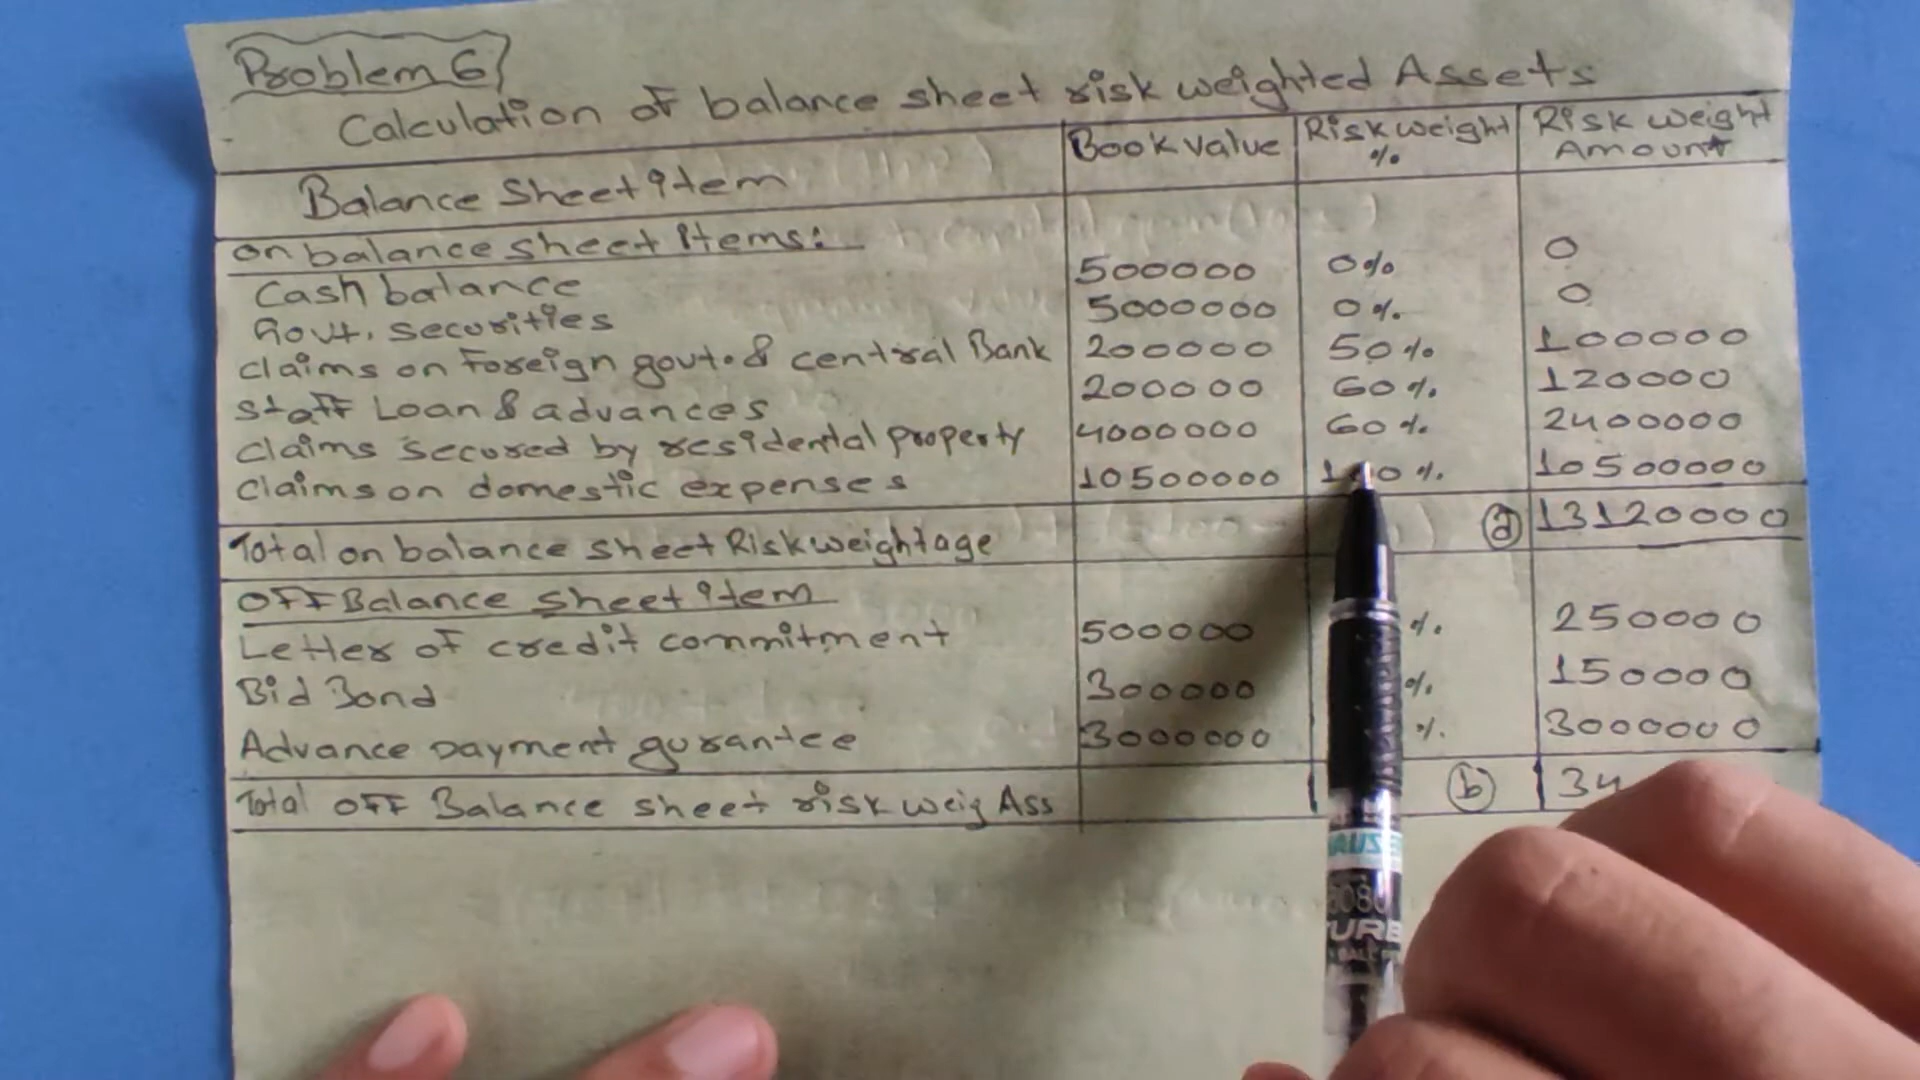 Problem 6
Calculation of balance sheet risk weighted Assets
Balance Sheet item Book value Risk weight % Risk weight Amount
on balance sheet items:
Cash balance 500000 0% 0
Govt. securities 5000000 0% 0
claims on Foreign govt. & central Bank 200000 50% 100000
staff Loan & advances 200000 60% 120000
claims secured by residental property 4000000 60% 2400000
claims on domestic expenses 10500000 % 10500000
Total on balance sheet Risk weightage a 13120000
OFF Balance sheet item
Letter of credit commitment 500000 % 250000
Bid Bond 300000 % 150000
Advance payment gurantee 3000000 % 3000000
Total OFF Balance sheet risk weig Ass b 34
HAUSER
TURB